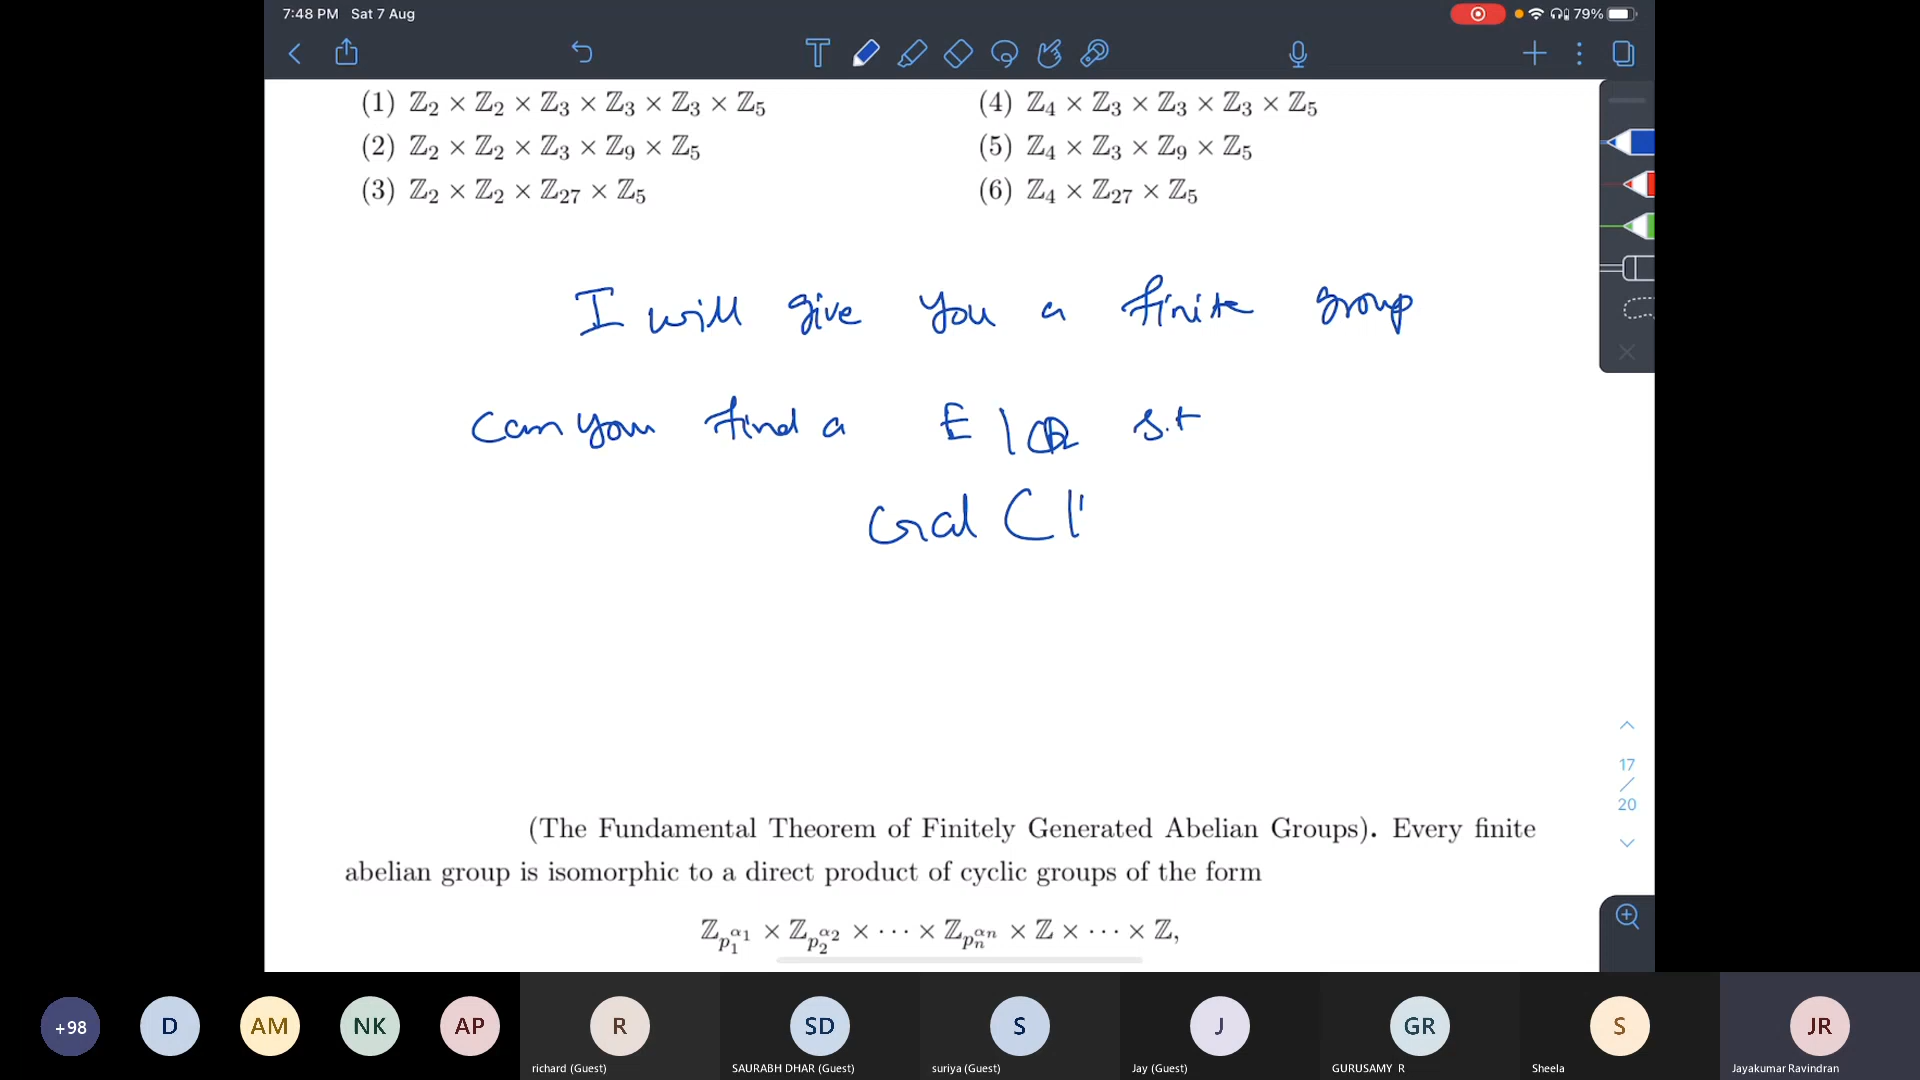 7:48 PM Sat 7 Aug
79%
(1) ℤ₂ × ℤ₂ × ℤ₃ × ℤ₃ × ℤ₃ × ℤ₅
(4) ℤ₄ × ℤ₃ × ℤ₃ × ℤ₃ × ℤ₅
(2) ℤ₂ × ℤ₂ × ℤ₃ × ℤ₉ × ℤ₅
(5) ℤ₄ × ℤ₃ × ℤ₉ × ℤ₅
(3) ℤ₂ × ℤ₂ × ℤ₂₇ × ℤ₅
(6) ℤ₄ × ℤ₂₇ × ℤ₅
I will give you a finite group
Can you find a E | ℚ s.t
Gal (
17
/
20
(The Fundamental Theorem of Finitely Generated Abelian Groups). Every finite
abelian group is isomorphic to a direct product of cyclic groups of the form
ℤ_{p₁^{α₁}} × ℤ_{p₂^{α₂}} × ··· × ℤ_{pₙ^{αₙ}} × ℤ × ··· × ℤ,
+98 D AM NK AP R SD S J GR S JR
richard (Guest) SAURABH DHAR (Guest) suriya (Guest) Jay (Guest) GURUSAMY R Sheela Jayakumar Ravindran